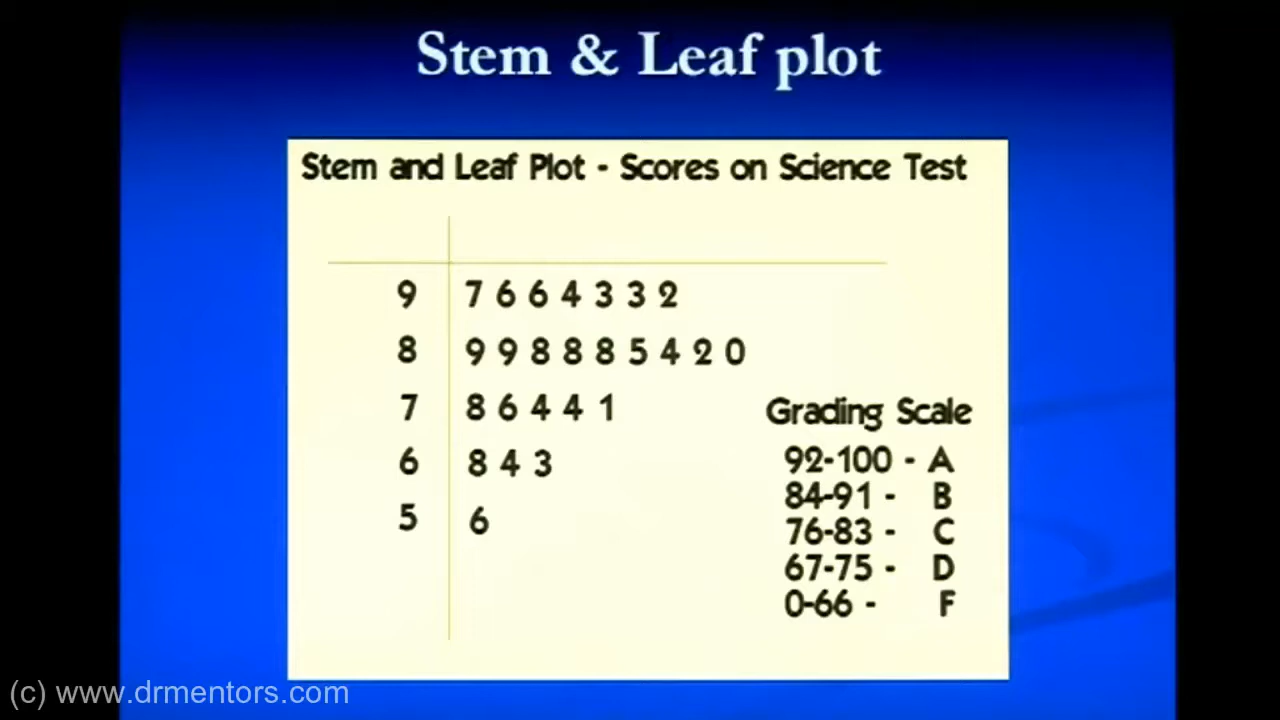 Stem & Leaf plot
Stem and Leaf Plot - Scores on Science Test
9 7 6 6 4 3 3 2
8 9 9 8 8 8 5 4 2 0
7 8 6 4 4 1
6 8 4 3
5 6
Grading Scale
92-100 - A
84-91 - B
76-83 - C
67-75 - D
0-66 - F
(c) www.drmentors.com